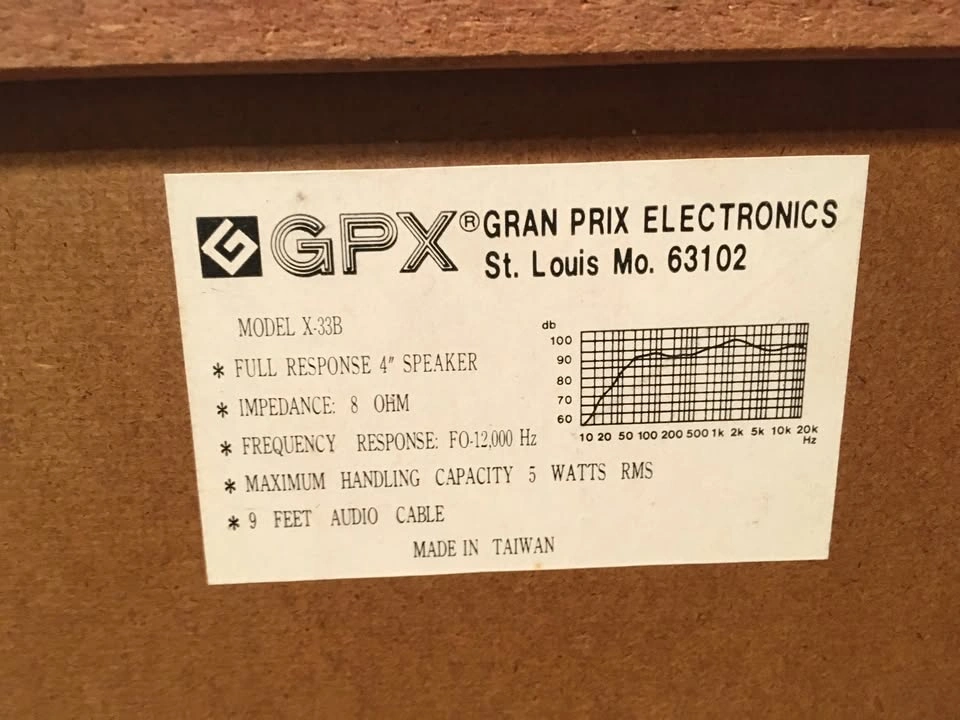 G GPX® GRAN PRIX ELECTRONICS
St. Louis Mo. 63102
MODEL X-33B
* FULL RESPONSE 4" SPEAKER
* IMPEDANCE: 8 OHM
* FREQUENCY RESPONSE: FO-12,000 Hz
* MAXIMUM HANDLING CAPACITY 5 WATTS RMS
* 9 FEET AUDIO CABLE
MADE IN TAIWAN
db
100
90
80
70
60
10 20 50 100 200 500 1k 2k 5k 10k 20k
Hz